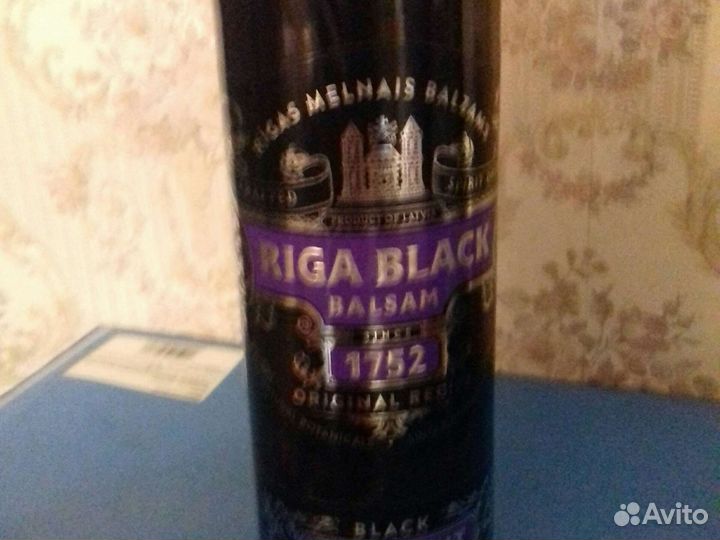 RIGAS MELNAIS BALZAMS
PRODUCT OF LATVIA
RIGA BLACK
BALSAM
SINCE
1752
ORIGINAL
BLACK
Avito